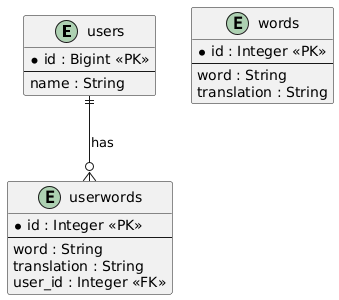 E users
* id : Bigint «PK»
name : String
E words
* id : Integer «PK»
word : String
translation : String
has
E userwords
* id : Integer «PK»
word : String
translation : String
user_id : Integer «FK»